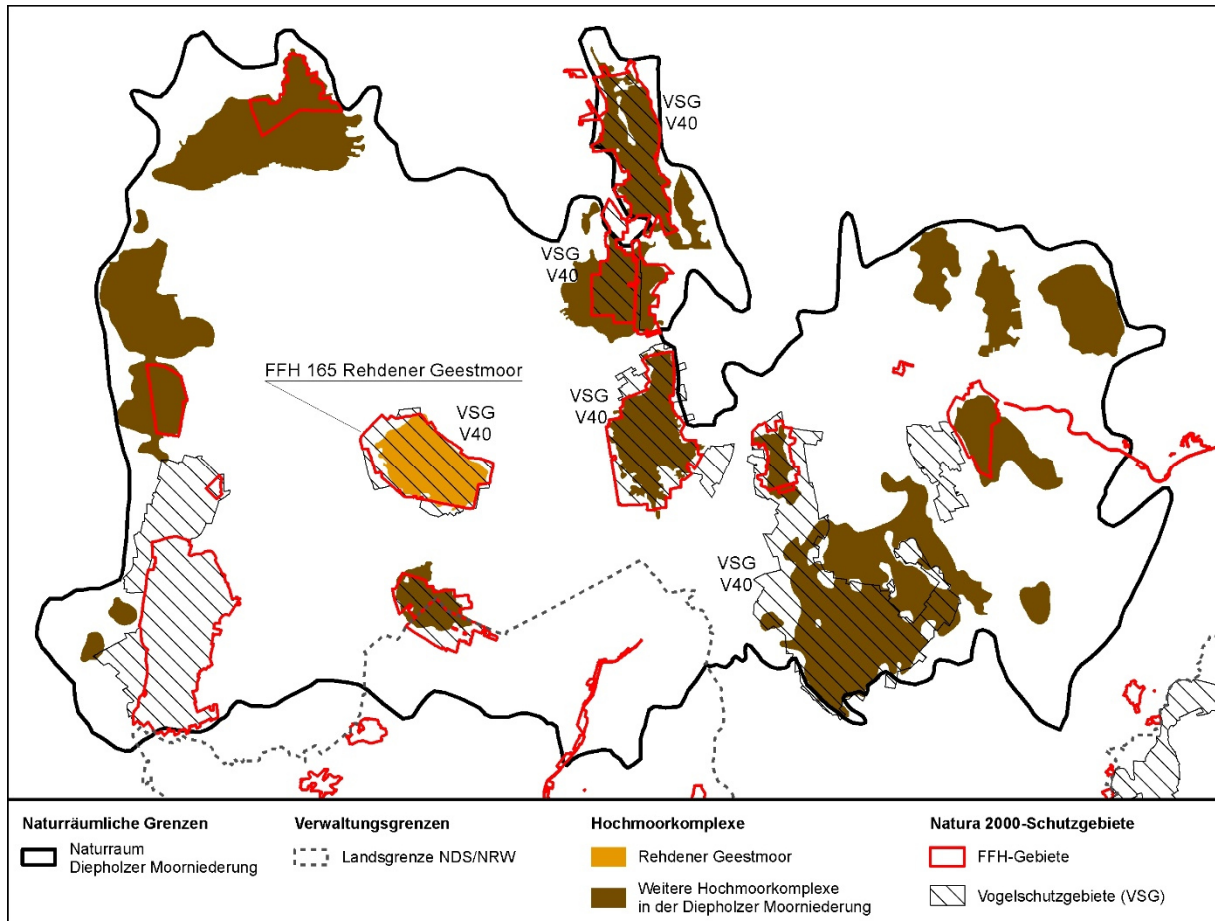 VSG
V40
VSG
V40
FFH 165 Rehdener Geestmoor
VSG
V40
VSG
V40
VSG
V40
Naturräumliche Grenzen
Naturraum
Diepholzer Moorniederung
Verwaltungsgrenzen
Landsgrenze NDS/NRW
Hochmoorkomplexe
Rehdener Geestmoor
Weitere Hochmoorkomplexe
in der Diepholzer Moorniederung
Natura 2000-Schutzgebiete
FFH-Gebiete
Vogelschutzgebiete (VSG)